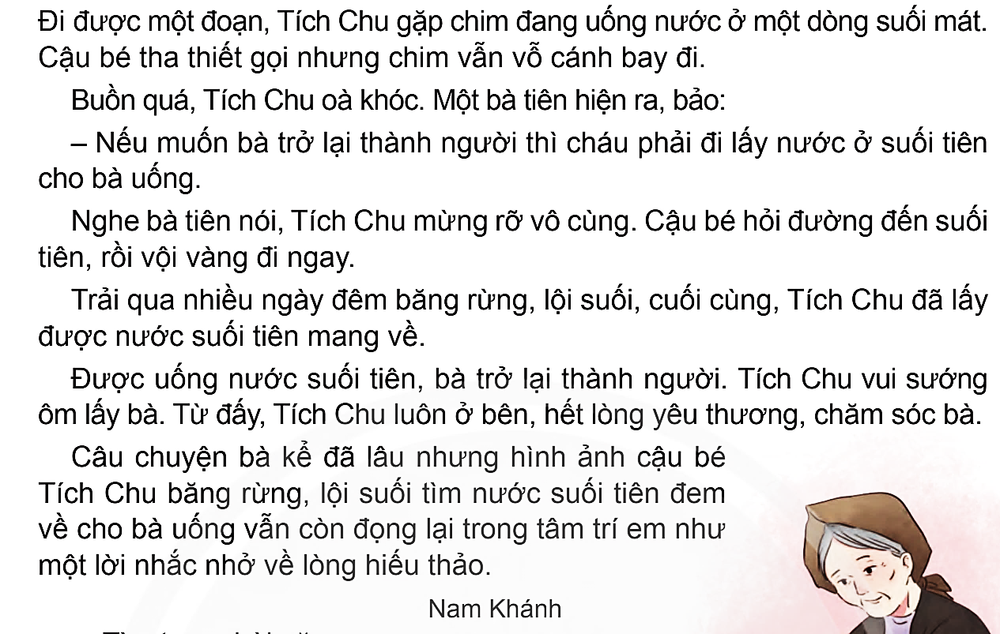 Đi được một đoạn, Tích Chu gặp chim đang uống nước ở một dòng suối mát.
Cậu bé tha thiết gọi nhưng chim vẫn vỗ cánh bay đi.
Buồn quá, Tích Chu oà khóc. Một bà tiên hiện ra, bảo:
– Nếu muốn bà trở lại thành người thì cháu phải đi lấy nước ở suối tiên
cho bà uống.
Nghe bà tiên nói, Tích Chu mừng rỡ vô cùng. Cậu bé hỏi đường đến suối
tiên, rồi vội vàng đi ngay.
Trải qua nhiều ngày đêm băng rừng, lội suối, cuối cùng, Tích Chu đã lấy
được nước suối tiên mang về.
Được uống nước suối tiên, bà trở lại thành người. Tích Chu vui sướng
ôm lấy bà. Từ đấy, Tích Chu luôn ở bên, hết lòng yêu thương, chăm sóc bà.
Câu chuyện bà kể đã lâu nhưng hình ảnh cậu bé
Tích Chu băng rừng, lội suối tìm nước suối tiên đem
về cho bà uống vẫn còn đọng lại trong tâm trí em như
một lời nhắc nhở về lòng hiếu thảo.
Nam Khánh